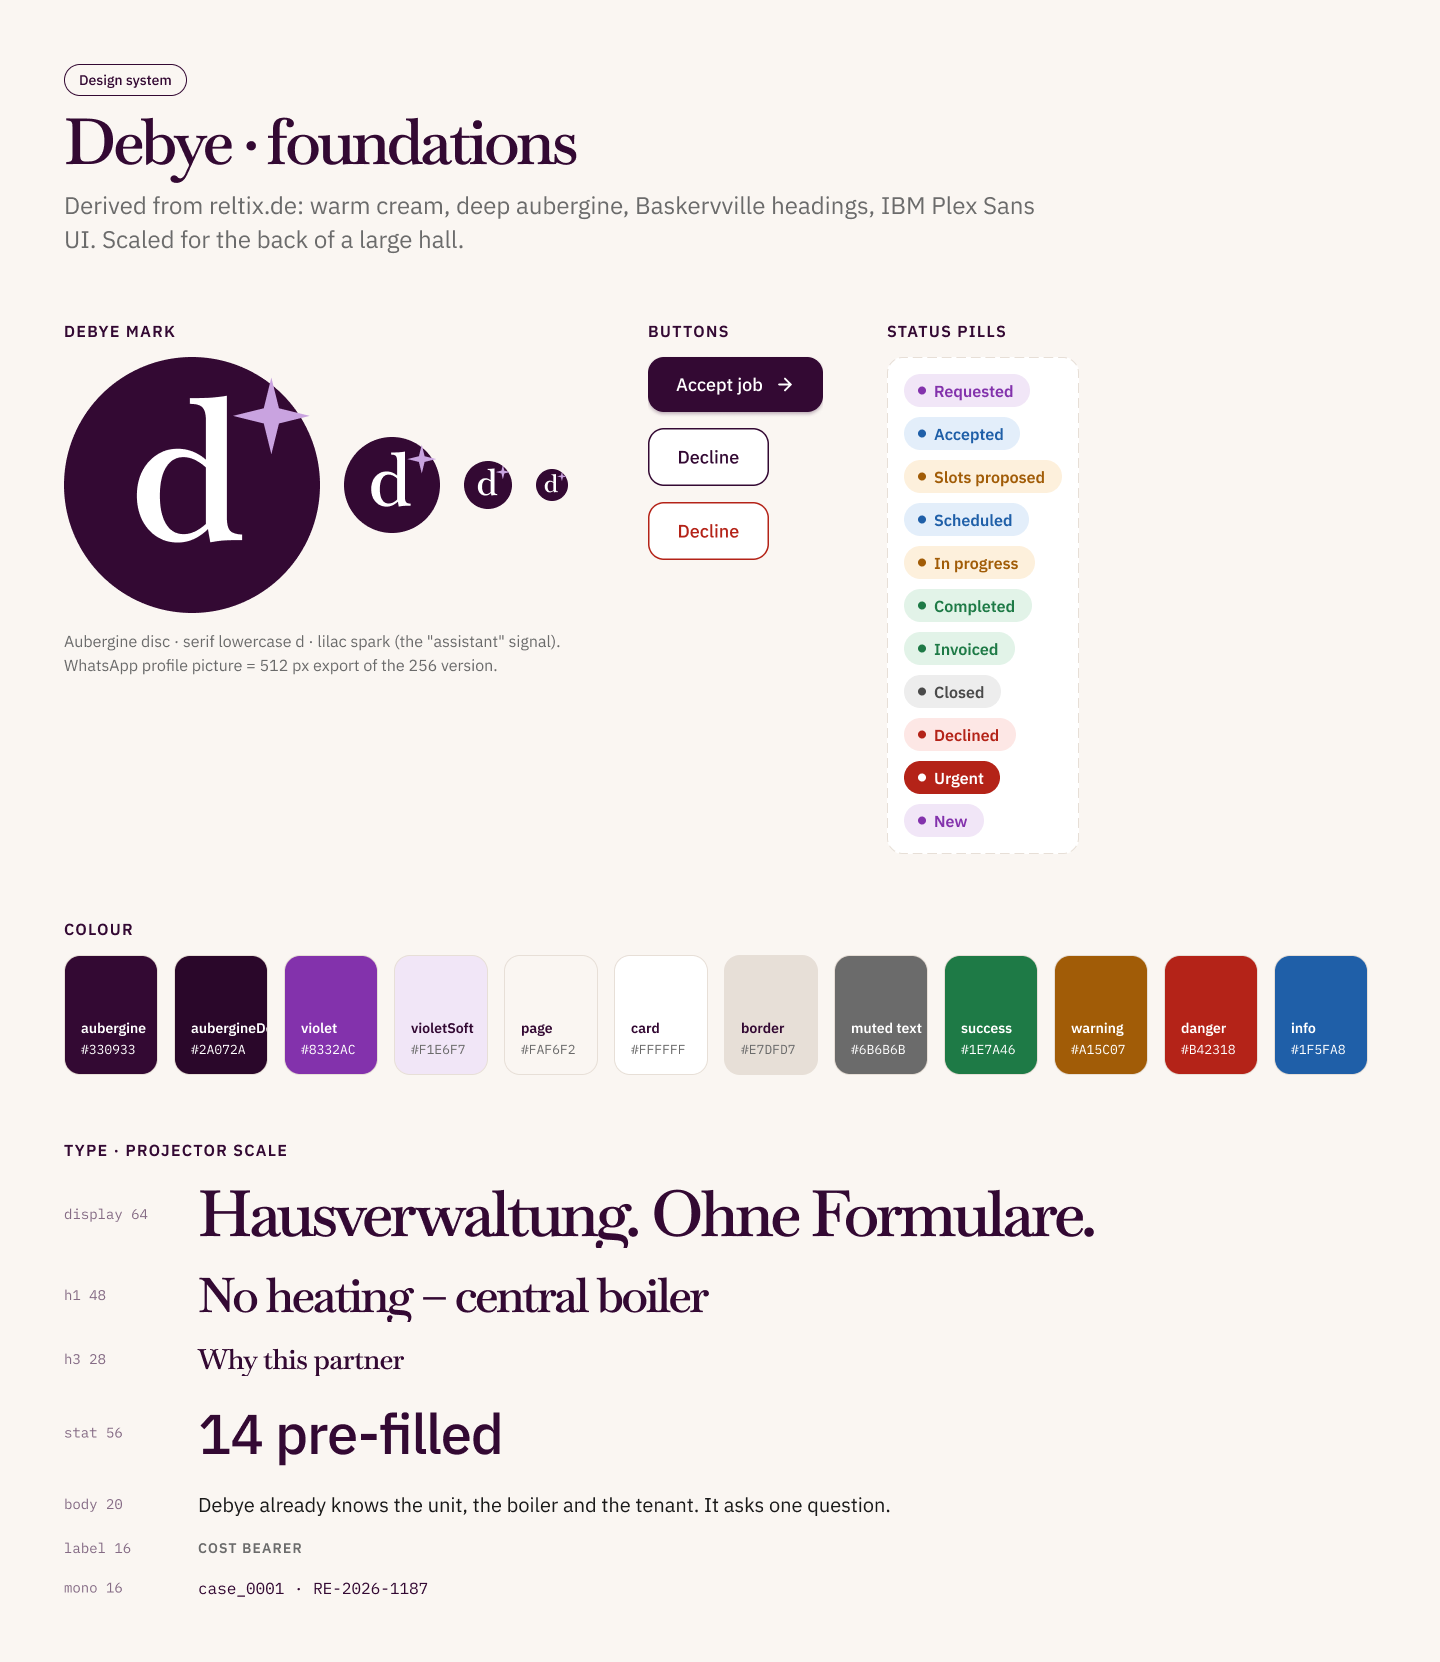 Design system
Debye · foundations
Derived from reltix.de: warm cream, deep aubergine, Baskervville headings, IBM Plex Sans
UI. Scaled for the back of a large hall.
DEBYE MARK
d
d
d
d
Aubergine disc · serif lowercase d · lilac spark (the "assistant" signal).
WhatsApp profile picture = 512 px export of the 256 version.
BUTTONS
Accept job →
Decline
Decline
STATUS PILLS
Requested
Accepted
Slots proposed
Scheduled
In progress
Completed
Invoiced
Closed
Declined
Urgent
New
COLOUR
aubergine
#330933
aubergineD
#2A072A
violet
#8332AC
violetSoft
#F1E6F7
page
#FAF6F2
card
#FFFFFF
border
#E7DFD7
muted text
#6B6B6B
success
#1E7A46
warning
#A15C07
danger
#B42318
info
#1F5FA8
TYPE · PROJECTOR SCALE
display 64
Hausverwaltung. Ohne Formulare.
h1 48
No heating – central boiler
h3 28
Why this partner
stat 56
14 pre-filled
body 20
Debye already knows the unit, the boiler and the tenant. It asks one question.
label 16
COST BEARER
mono 16
case_0001 · RE-2026-1187